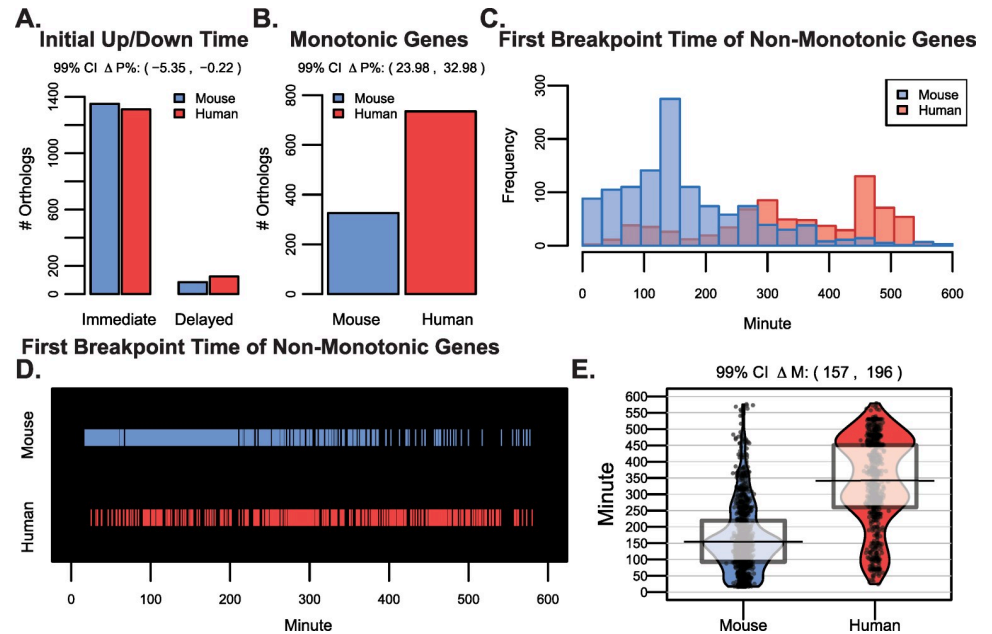 A.
Initial Up/Down Time
99% CI Δ P%: ( −5.35 , −0.22 )
# Orthologs
1400
1000
600
200
0
Mouse
Human
Immediate Delayed
B.
Monotonic Genes
99% CI Δ P%: ( 23.98 , 32.98 )
# Orthologs
800
600
400
200
0
Mouse
Human
Mouse Human
C.
First Breakpoint Time of Non-Monotonic Genes
Frequency
300
200
100
0
Mouse
Human
0 100 200 300 400 500 600
Minute
First Breakpoint Time of Non-Monotonic Genes
D.
Mouse
Human
0 100 200 300 400 500 600
Minute
E.
99% CI Δ M: ( 157 , 196 )
Minute
600
550
500
450
400
350
300
250
200
150
100
50
0
Mouse Human